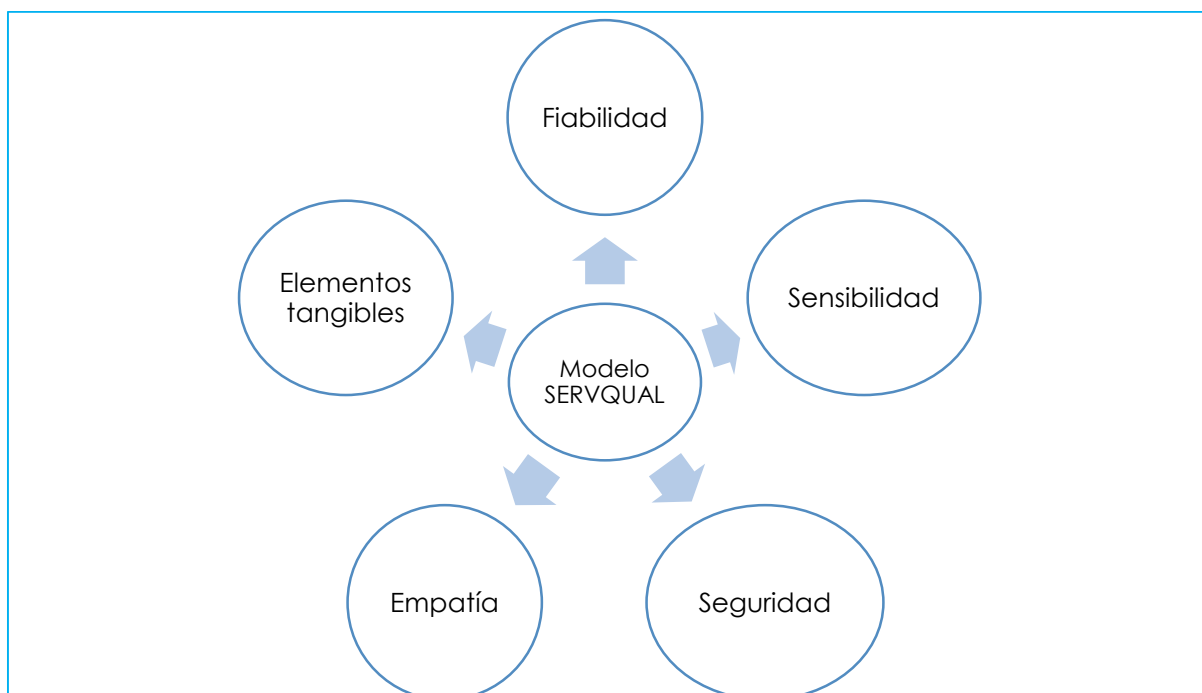 Fiabilidad
Elementos
tangibles
Sensibilidad
Modelo
SERVQUAL
Empatía
Seguridad